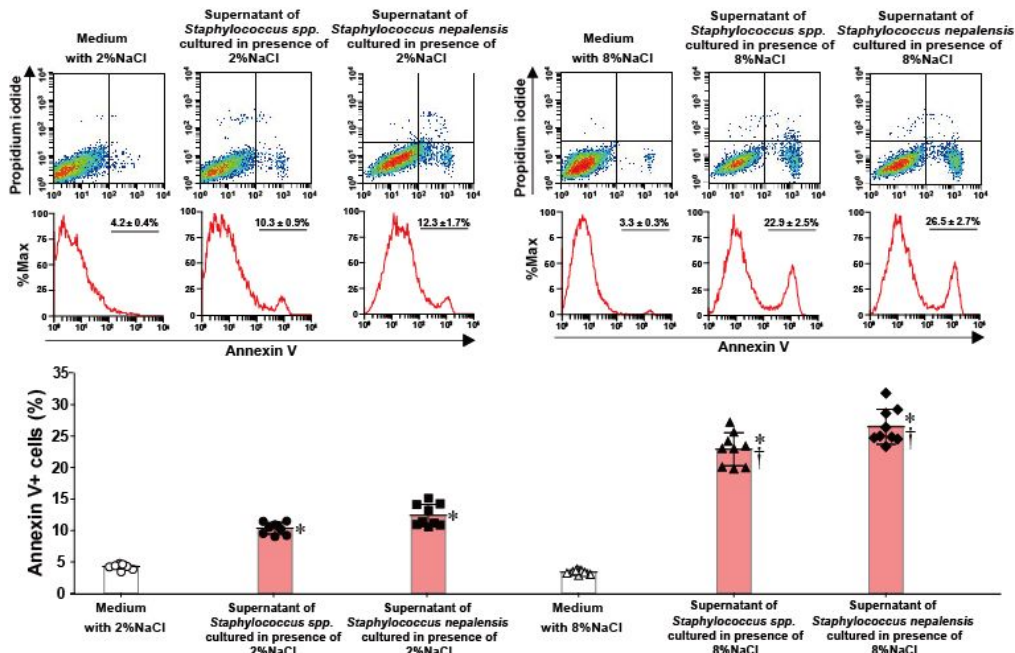 Medium
with 2%NaCl
Supernatant of
Staphylococcus spp.
cultured in presence of
2%NaCl
Supernatant of
Staphylococcus nepalensis
cultured in presence of
2%NaCl
Medium
with 8%NaCl
Supernatant of
Staphylococcus spp.
cultured in presence of
8%NaCl
Supernatant of
Staphylococcus nepalensis
cultured in presence of
8%NaCl
Propidium iodide
Propidium iodide
%Max
100
75
50
25
0
4.2±0.4%
10.3±0.9%
12.3±1.7%
%Max
3.3±0.3%
22.9±2.5%
26.5±2.7%
Annexin V
Annexin V
Annexin V+ cells (%)
35
30
25
20
15
10
5
0
*
*
*
†
*
†
Medium
with 2%NaCl
Supernatant of
Staphylococcus spp.
cultured in presence of
2%NaCl
Supernatant of
Staphylococcus nepalensis
cultured in presence of
2%NaCl
Medium
with 8%NaCl
Supernatant of
Staphylococcus spp.
cultured in presence of
8%NaCl
Supernatant of
Staphylococcus nepalensis
cultured in presence of
8%NaCl